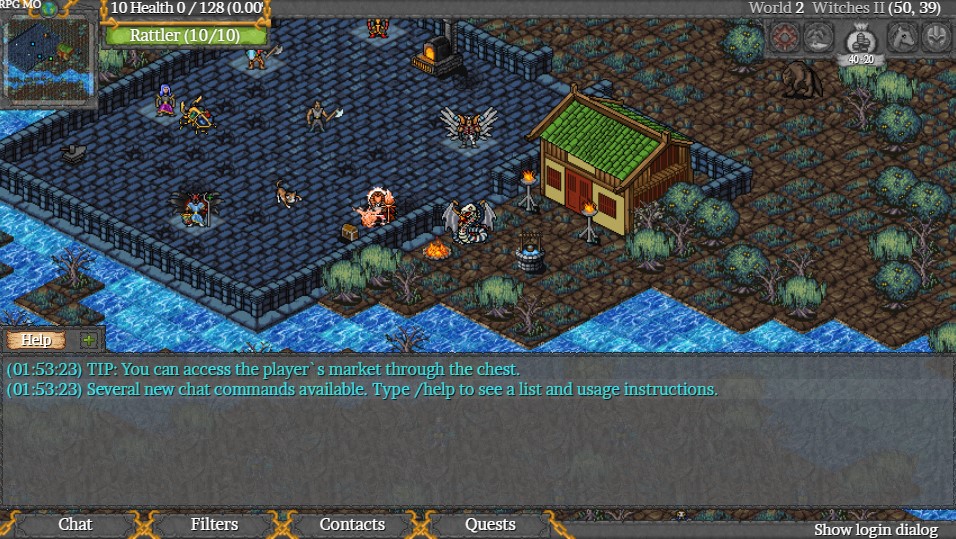 RPG MO
10 Health 0 / 128 (0.00
World 2 Witches II (50, 39)
Rattler (10/10)
40 20
Help
(01:53:23) TIP: You can access the player`s market through the chest.
(01:53:23) Several new chat commands available. Type /help to see a list and usage instructions.
Chat
Filters
Contacts
Quests
Show login dialog